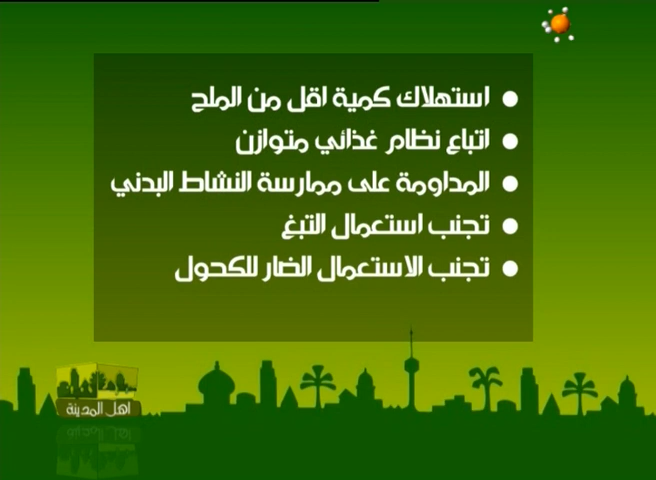 استهلاك كمية اقل من الملح
اتباع نظام غذائي متوازن
المداومة على ممارسة النشاط البدني
تجنب استعمال التبغ
تجنب الاستعمال الضار للكحول
اهل المدينة